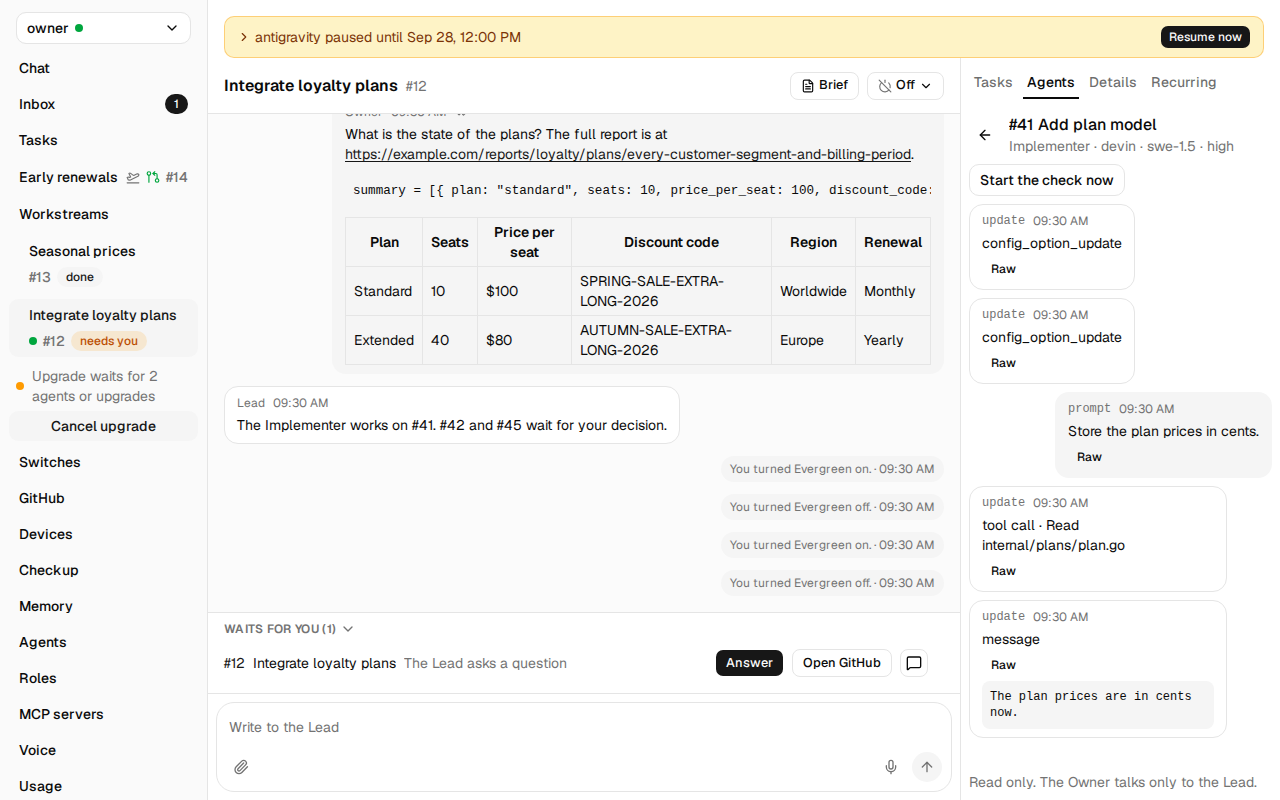 owner
Chat
Inbox
1
Tasks
Early renewals #14
Workstreams
Seasonal prices
#13 done
Integrate loyalty plans
#12 needs you
Upgrade waits for 2
agents or upgrades
Cancel upgrade
Switches
GitHub
Devices
Checkup
Memory
Agents
Roles
MCP servers
Voice
Usage
antigravity paused until Sep 28, 12:00 PM
Resume now
Integrate loyalty plans #12
Brief
Off
What is the state of the plans? The full report is at
https://example.com/reports/loyalty/plans/every-customer-segment-and-billing-period.
summary = [{ plan: "standard", seats: 10, price_per_seat: 100, discount_code:
Plan Seats Price per seat Discount code Region Renewal
Standard 10 $100 SPRING-SALE-EXTRA-LONG-2026 Worldwide Monthly
Extended 40 $80 AUTUMN-SALE-EXTRA-LONG-2026 Europe Yearly
Lead 09:30 AM
The Implementer works on #41. #42 and #45 wait for your decision.
You turned Evergreen on. · 09:30 AM
You turned Evergreen off. · 09:30 AM
You turned Evergreen on. · 09:30 AM
You turned Evergreen off. · 09:30 AM
WAITS FOR YOU (1)
#12 Integrate loyalty plans The Lead asks a question
Answer
Open GitHub
Write to the Lead
Tasks Agents Details Recurring
#41 Add plan model
Implementer · devin · swe-1.5 · high
Start the check now
update 09:30 AM
config_option_update
Raw
update 09:30 AM
config_option_update
Raw
prompt 09:30 AM
Store the plan prices in cents.
Raw
update 09:30 AM
tool call · Read
internal/plans/plan.go
Raw
update 09:30 AM
message
Raw
The plan prices are in cents
now.
Read only. The Owner talks only to the Lead.